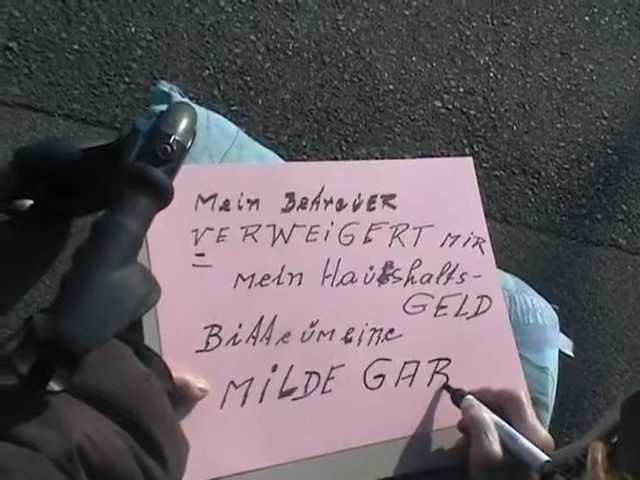 Mein BEtreuER
VERWEiGERT MiR
mein Haushalts-
GELD
Bitte um eine
MiLDE GAB